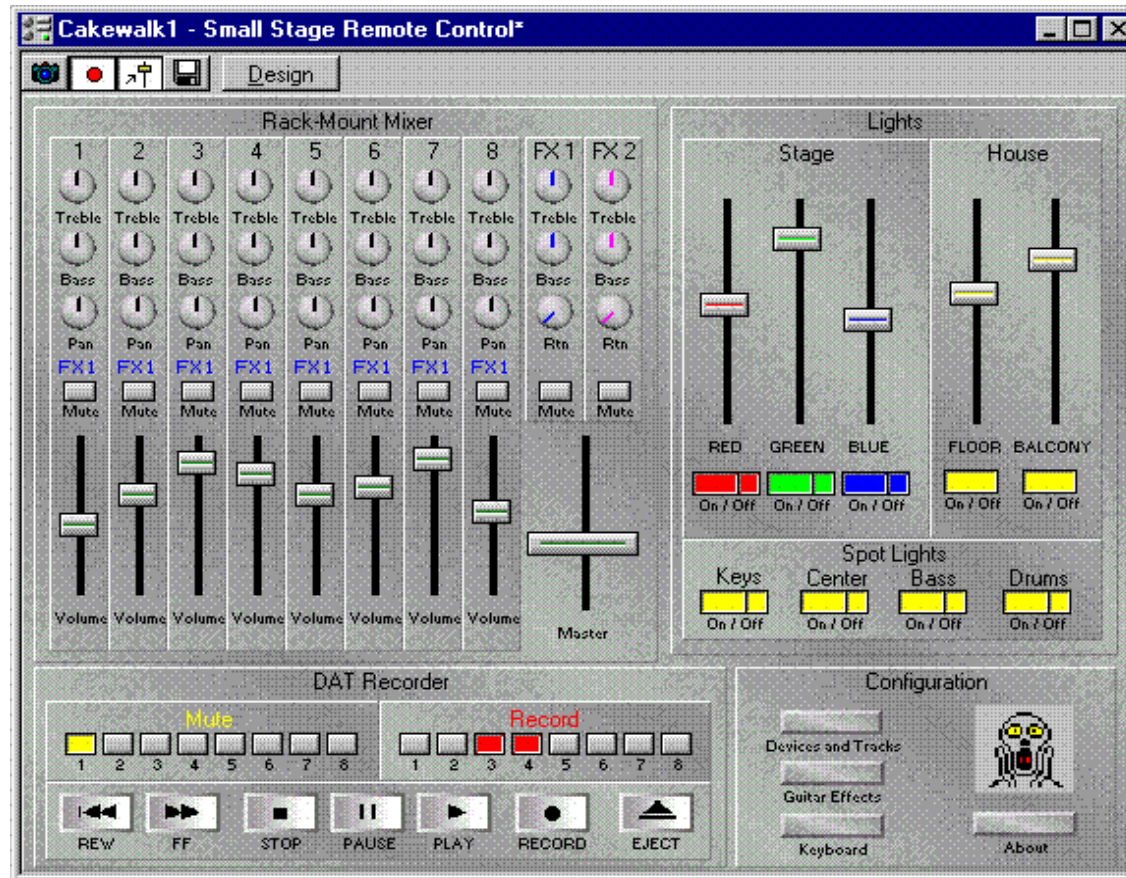 Cakewalk1 - Small Stage Remote Control*
Design
Rack-Mount Mixer
1 2 3 4 5 6 7 8 FX 1 FX 2
Treble Treble Treble Treble Treble Treble Treble Treble Treble Treble
Bass Bass Bass Bass Bass Bass Bass Bass Bass Bass
Pan Pan Pan Pan Pan Pan Pan Pan Rtn Rtn
FX1 FX1 FX1 FX1 FX1 FX1 FX1 FX1
Mute Mute Mute Mute Mute Mute Mute Mute Mute Mute
Volume Volume Volume Volume Volume Volume Volume Volume
Master
Lights
Stage
House
RED GREEN BLUE
FLOOR BALCONY
On / Off On / Off On / Off
On / Off On / Off
Spot Lights
Keys Center Bass Drums
On / Off On / Off On / Off On / Off
DAT Recorder
Mute
1 2 3 4 5 6 7 8
Record
1 2 3 4 5 6 7 8
REW FF STOP PAUSE PLAY RECORD EJECT
Configuration
Devices and Tracks
Guitar Effects
Keyboard
About